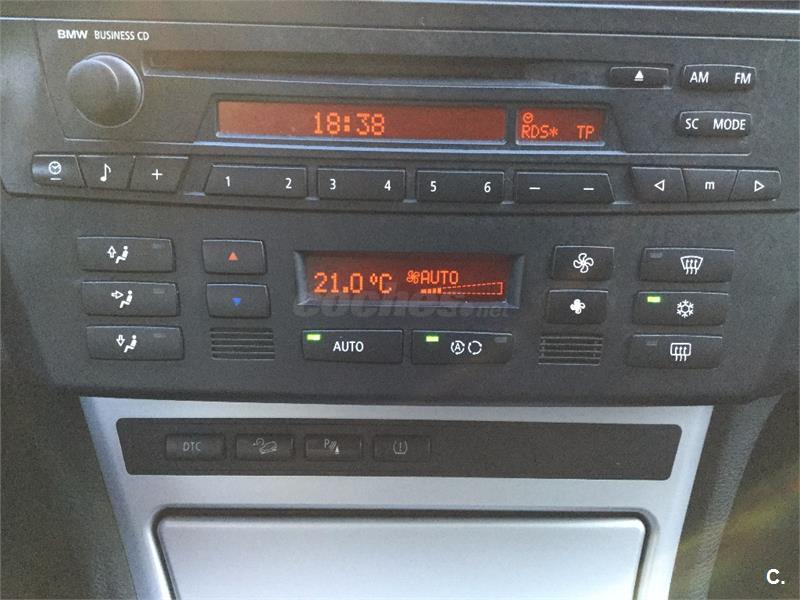 BMW BUSINESS CD
AM FM
18:38
RDS* TP
SC MODE
1 2 3 4 5 6 m
21.0°C AUTO
coches.net
AUTO A
DTC P
C.